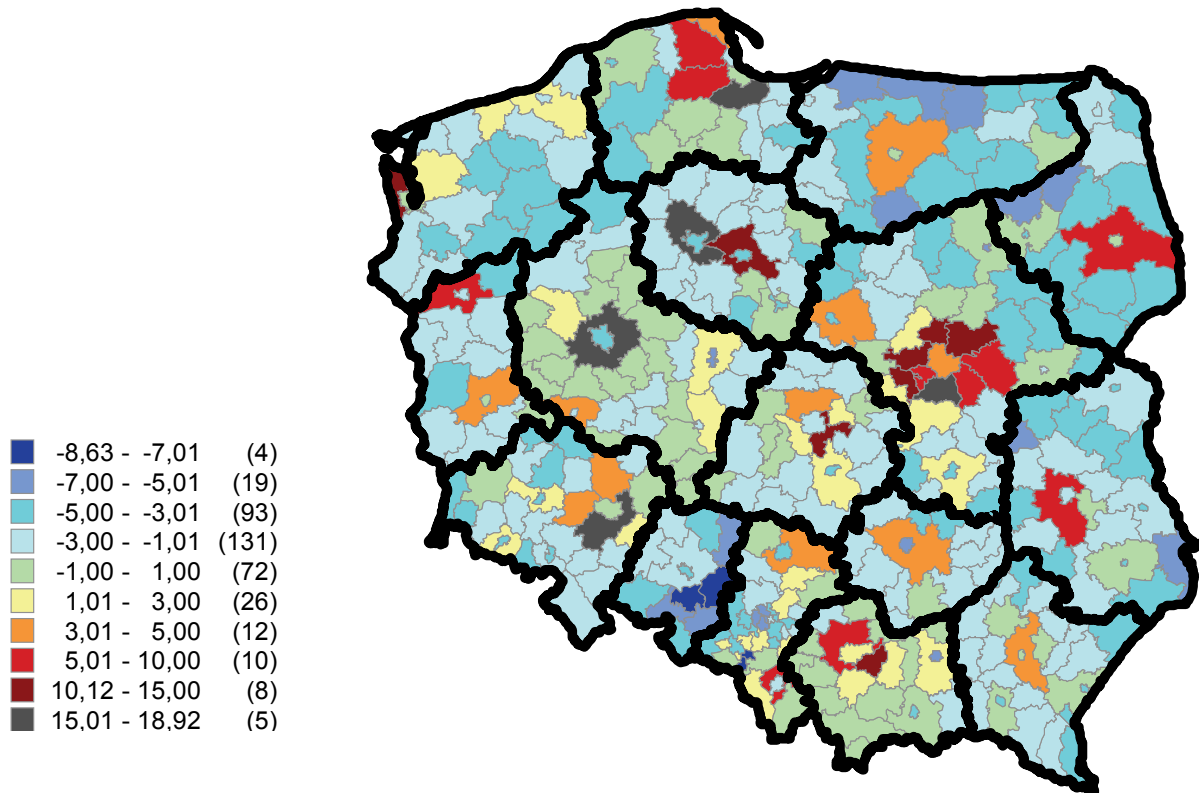 -8,63 - -7,01 (4)
-7,00 - -5,01 (19)
-5,00 - -3,01 (93)
-3,00 - -1,01 (131)
-1,00 - 1,00 (72)
1,01 - 3,00 (26)
3,01 - 5,00 (12)
5,01 - 10,00 (10)
10,12 - 15,00 (8)
15,01 - 18,92 (5)